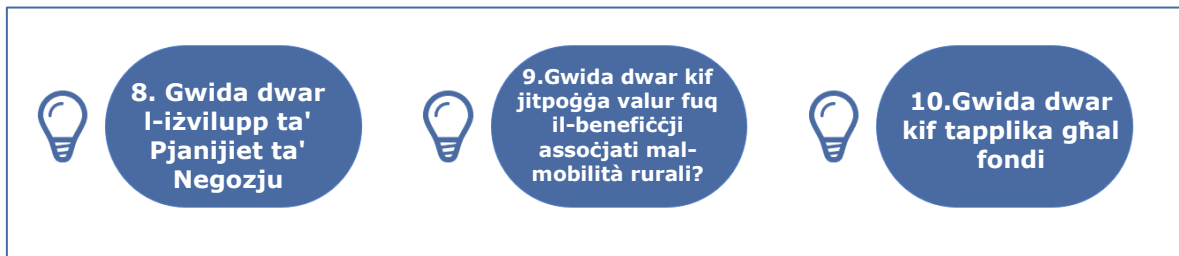 8. Gwida dwar
l-iżvilupp ta'
Pjanijiet ta'
Negozju
9.Gwida dwar kif
jitpoġġa valur fuq
il-benefiċċji
assoċjati mal-
mobilità rurali?
10.Gwida dwar
kif tapplika għal
fondi